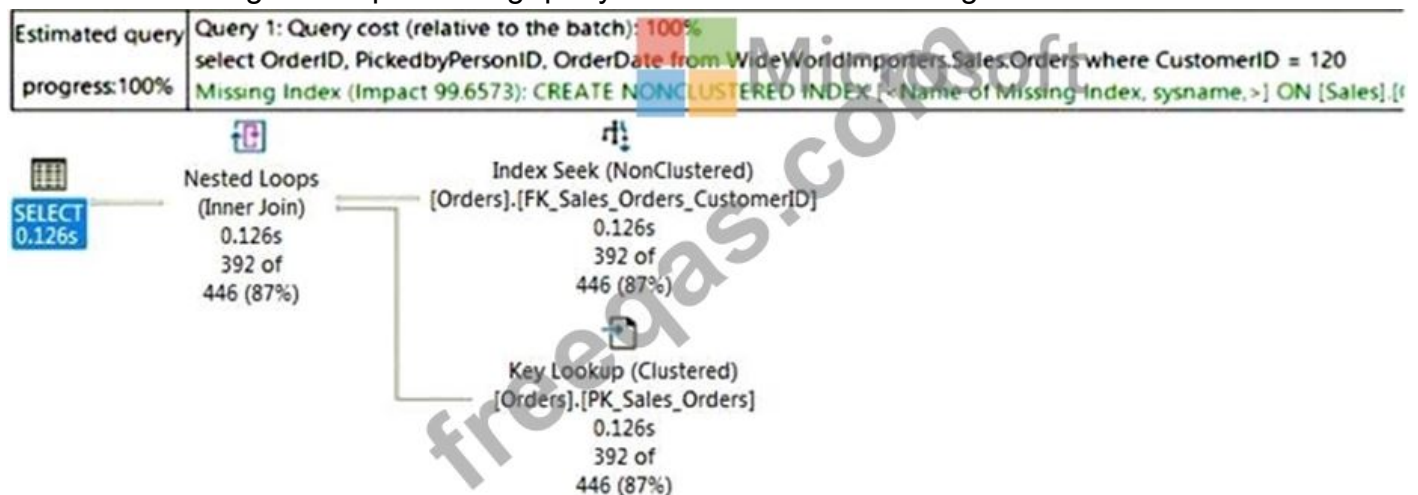 Estimated query progress:100%
Query 1: Query cost (relative to the batch): 100%
select OrderID, PickedbyPersonID, OrderDate from WideWorldImporters.Sales.Orders where CustomerID = 120
Missing Index (Impact 99.6573): CREATE NONCLUSTERED INDEX [<Name of Missing Index, sysname,>] ON [Sales].[
SELECT
0.126s
Nested Loops
(Inner Join)
0.126s
392 of
446 (87%)
Index Seek (NonClustered)
[Orders].[FK_Sales_Orders_CustomerID]
0.126s
392 of
446 (87%)
Key Lookup (Clustered)
[Orders].[PK_Sales_Orders]
0.126s
392 of
446 (87%)
Microsoft
freeqas.com